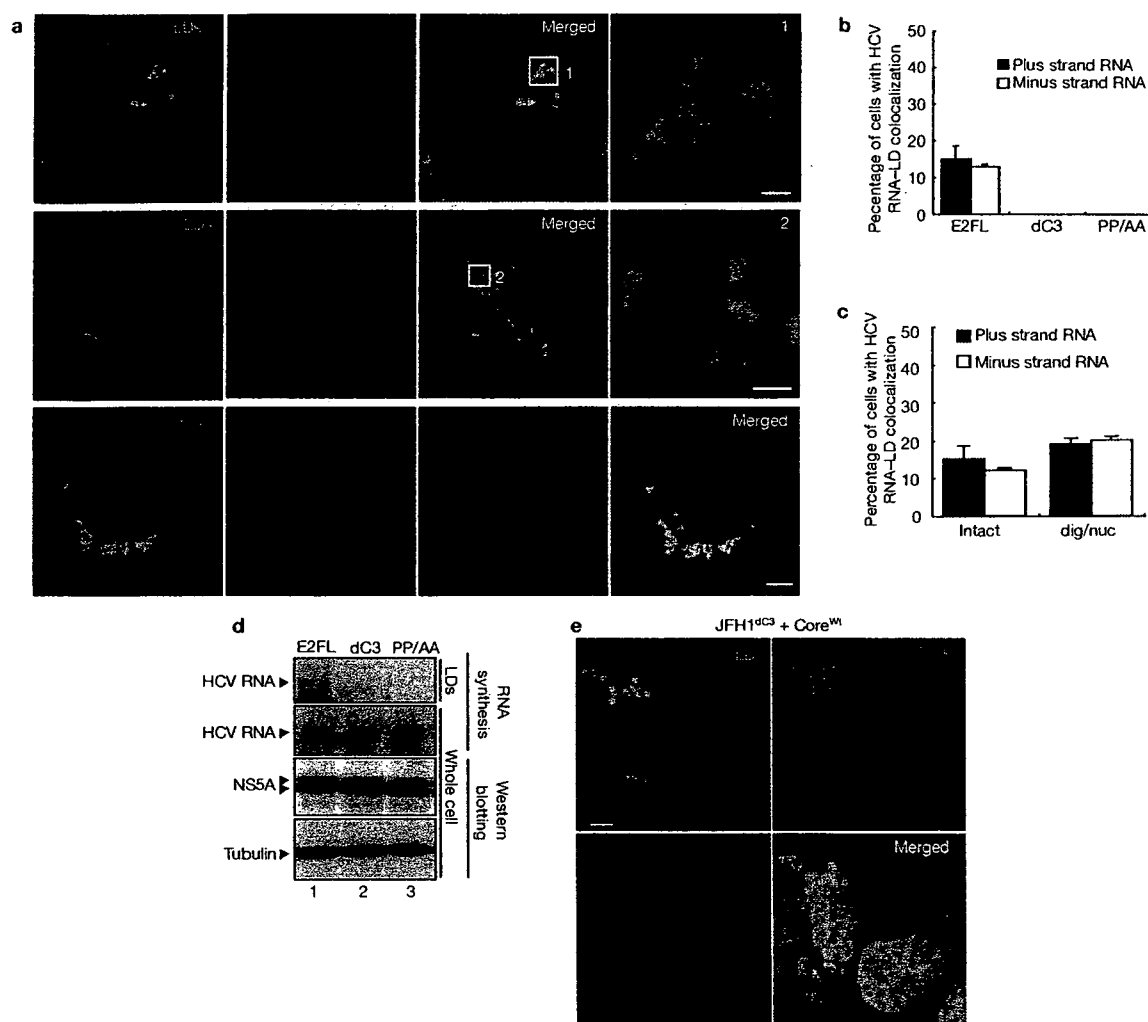 a
LDs
Merged
1
1
Merged
2
2
Merged
b
Pecentage of cells with HCV
RNA–LD colocalization
50
40
30
20
10
0
Plus strand RNA
Minus strand RNA
E2FL dC3 PP/AA
c
Percentage of cells with HCV
RNA–LD colocalization
50
40
30
20
10
0
Plus strand RNA
Minus strand RNA
Intact dig/nuc
d
E2FL dC3 PP/AA
HCV RNA
HCV RNA
NS5A
Tubulin
1 2 3
LDs
Whole cell
RNA
synthesis
Western
blotting
e
JFH1dC3 + CoreWt
Merged